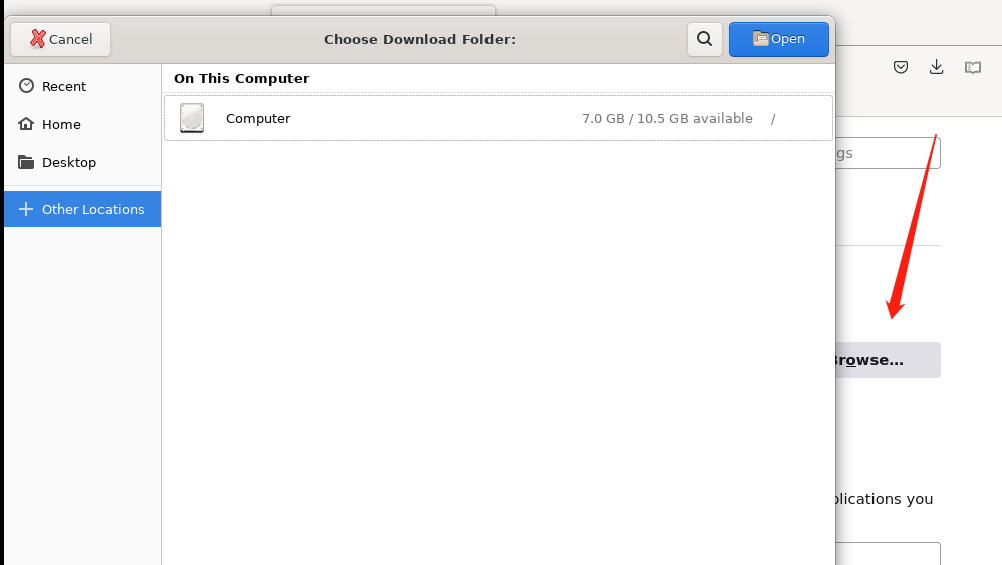 Cancel
Choose Download Folder:
Open
Recent
Home
Desktop
Other Locations
On This Computer
Computer
7.0 GB / 10.5 GB available
/
gs
Browse...
plications you